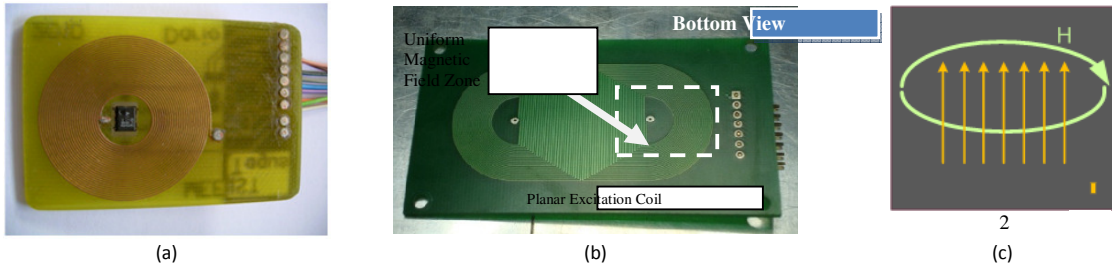 Bottom View
Uniform
Magnetic
Field Zone
Planar Excitation Coil
H
2
(a)
(b)
(c)